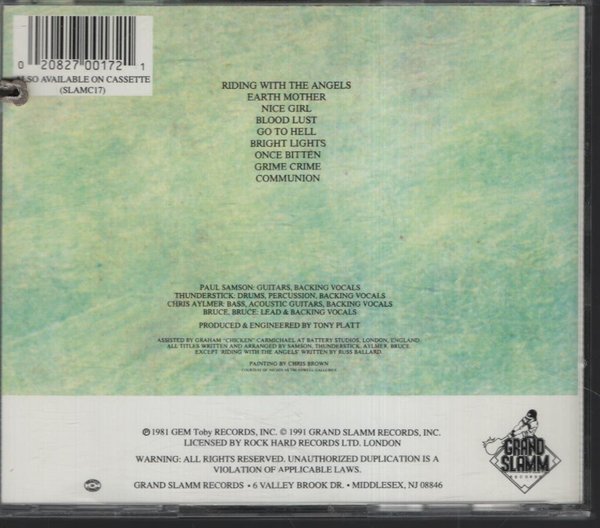 0 20827 00172 1
ALSO AVAILABLE ON CASSETTE
(SLAMC17)
RIDING WITH THE ANGELS
EARTH MOTHER
NICE GIRL
BLOOD LUST
GO TO HELL
BRIGHT LIGHTS
ONCE BITTEN
GRIME CRIME
COMMUNION
PAUL SAMSON: GUITARS, BACKING VOCALS
THUNDERSTICK: DRUMS, PERCUSSION, BACKING VOCALS
CHRIS AYLMER: BASS, ACOUSTIC GUITARS, BACKING VOCALS
BRUCE, BRUCE: LEAD & BACKING VOCALS
PRODUCED & ENGINEERED BY TONY PLATT
ASSISTED BY GRAHAM "CHICKEN" CARMICHAEL AT BATTERY STUDIOS, LONDON, ENGLAND.
ALL TITLES WRITTEN AND ARRANGED BY SAMSON, THUNDERSTICK, AYLMER, BRUCE.
EXCEPT 'RIDING WITH THE ANGELS' WRITTEN BY RUSS BALLARD.
PAINTING BY CHRIS BROWN
COURTESY OF
℗ 1981 GEM Toby RECORDS, INC. © 1991 GRAND SLAMM RECORDS, INC.
LICENSED BY ROCK HARD RECORDS LTD. LONDON
WARNING: ALL RIGHTS RESERVED. UNAUTHORIZED DUPLICATION IS A
VIOLATION OF APPLICABLE LAWS.
GRAND SLAMM RECORDS • 6 VALLEY BROOK DR. • MIDDLESEX, NJ 08846
THE
GRAND
SLAMM
RECORDS